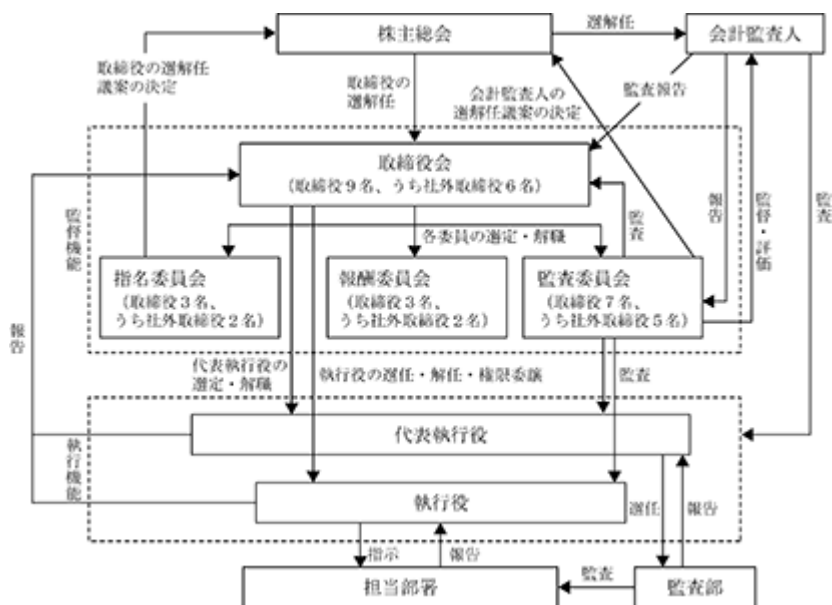 株主総会
選解任
会計監査人
取締役の選解任
議案の決定
取締役の
選解任
会計監査人の
選解任議案の決定
監査報告
取締役会
(取締役9名、うち社外取締役6名)
監督機能
監査
報告
監督・評価
監査
各委員の選定・解職
指名委員会
(取締役3名、
うち社外取締役2名)
報酬委員会
(取締役3名、
うち社外取締役2名)
監査委員会
(取締役7名、
うち社外取締役5名)
報告
代表執行役の
選定・解職
執行役の選任・解任・権限委譲
監査
代表執行役
執行機能
執行役
選任
報告
指示
報告
担当部署
監査
監査部